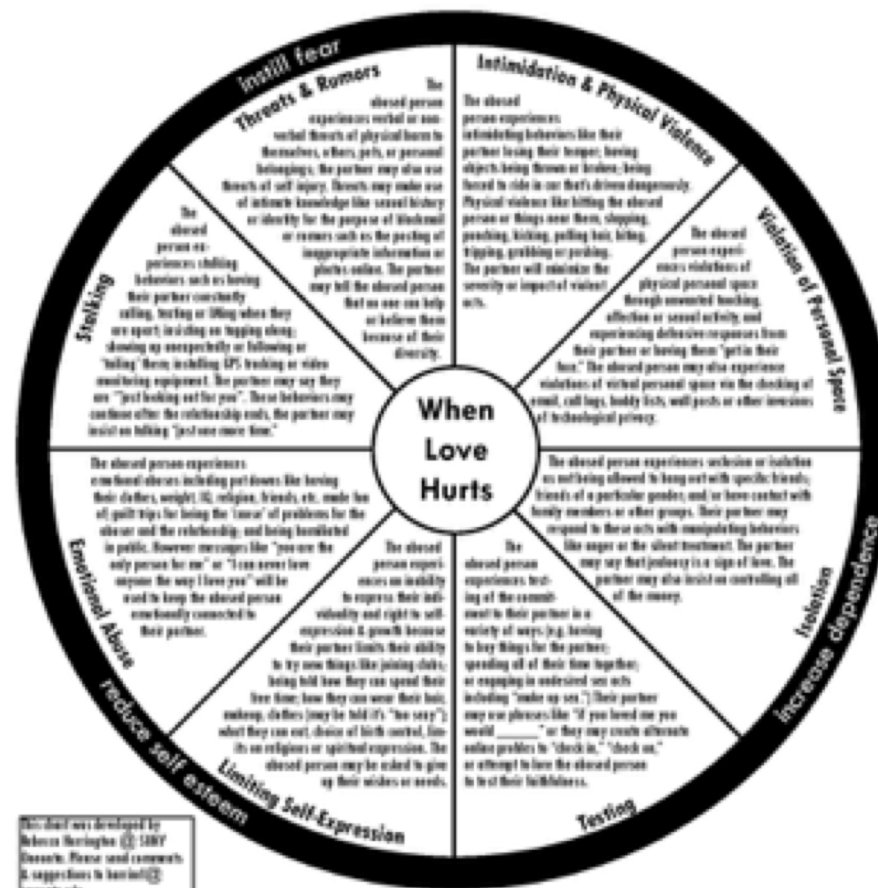 instill fear
Threats & Rumors
The
abused person
experiences verbal or non-
verbal threats of physical harm to
themselves, others, pets, or personal
belongings; the partner may also use
threats of self injury. Threats may make use
of intimate knowledge like sexual history
or identity for the purpose of blackmail
or rumors such as the posting of
inappropriate information or
photos online. The partner
may tell the abused person
that no one can help
or believe them
because of their
diversity.
Intimidation & Physical Violence
The abused
person experiences
intimidating behaviors like their
partner losing their temper; having
objects being thrown or broken; being
forced to ride in car that's driven dangerously.
Physical violence like hitting the abused
person or things near them, slapping,
punching, kicking, pulling hair, biting,
tripping, grabbing or pushing.
The partner will minimize the
severity or impact of violent
acts.
Violation of Personal Space
The abused
person experi-
ences violations of
physical personal space
through unwanted touching,
affection or sexual activity, and
experiencing defensive responses from
their partner or having them "get in their
face." The abused person may also experience
violations of virtual personal space via the checking of
email, call logs, buddy lists, wall posts or other invasions
of technological privacy.
Isolation
The abused person experiences seclusion or isolation
as not being allowed to hang out with specific friends;
friends of a particular gender; and/or have contact with
family members or other groups. Their partner may
respond to these acts with manipulating behaviors
like anger or the silent treatment. The partner
may say that jealousy is a sign of love. The
partner may also insist on controlling all
of the money.
increase dependence
Testing
The
abused person
experiences test-
ing of the commit-
ment to their partner in a
variety of ways (e.g. having
to buy things for the partner;
spending all of their time together;
or engaging in undesired sex acts
including "make up sex.") Their partner
may use phrases like "if you loved me you
would ______" or they may create alternate
online profiles to "check in," "check on,"
or attempt to lure the abused person
to test their faithfulness.
Limiting Self-Expression
The abused
person experi-
ences an inability
to express their indi-
viduality and right to self-
expression & growth because
their partner limits their ability
to try new things like joining clubs;
being told how they can spend their
free time; how they can wear their hair,
makeup, clothes (may be told it's "too sexy");
what they can eat, choice of birth control, lim-
its on religious or spiritual expression. The
abused person may be asked to give
up their wishes or needs.
reduce self esteem
Emotional Abuse
The abused person experiences
emotional abuses including put downs like having
their clothes, weight, IQ, religion, friends, etc. made fun
of; guilt trips for being the 'cause' of problems for the
abuser and the relationship; and being humiliated
in public. However messages like "you are the
only person for me" or "I can never love
anyone the way I love you" will be
used to keep the abused person
emotionally connected to
their partner.
Stalking
The
abused
person ex-
periences stalking
behaviors such as having
their partner constantly
calling, texting or IMing when they
are apart; insisting on tagging along;
showing up unexpectedly or following or
'tailing' them; installing GPS tracking or video
monitoring equipment. The partner may say they
are "just looking out for you". These behaviors may
continue after the relationship ends, the partner may
insist on talking "just one more time."
When
Love
Hurts
This chart was developed by
Rebecca Harrington @ SUNY
Oneonta. Please send comments
& suggestions to